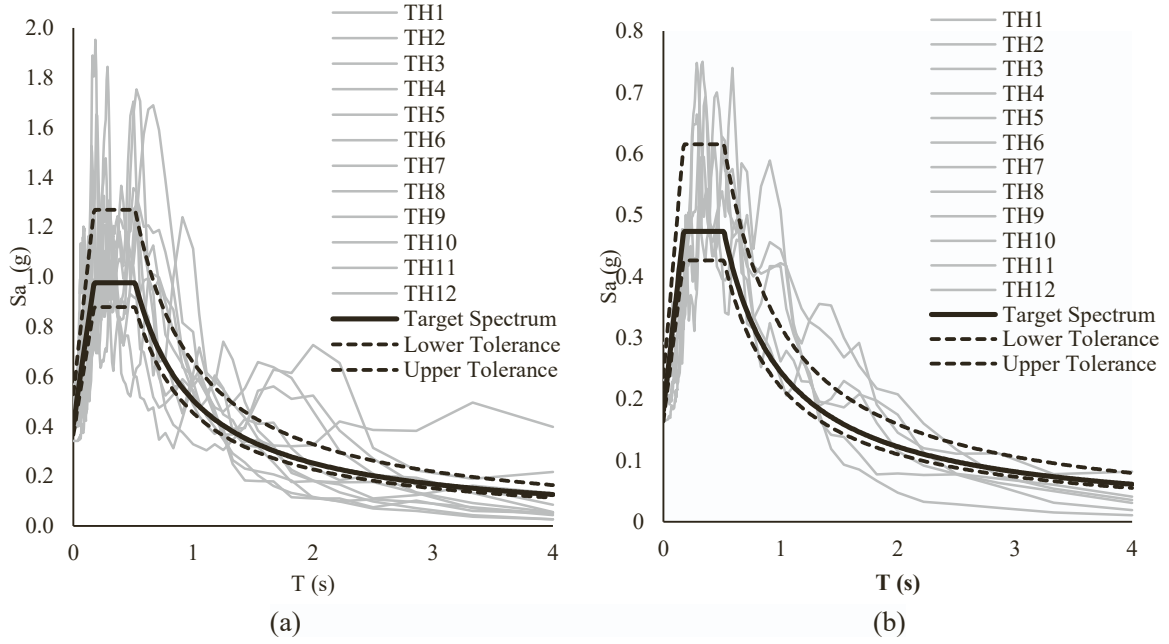 2.0
1.8
1.6
1.4
1.2
1.0
0.8
0.6
0.4
0.2
0.0
Sa (g)
0
1
2
3
4
T (s)
TH1
TH2
TH3
TH4
TH5
TH6
TH7
TH8
TH9
TH10
TH11
TH12
Target Spectrum
Lower Tolerance
Upper Tolerance
(a)
0.8
0.7
0.6
0.5
0.4
0.3
0.2
0.1
0
Sa (g)
0
1
2
3
4
T (s)
TH1
TH2
TH3
TH4
TH5
TH6
TH7
TH8
TH9
TH10
TH11
TH12
Target Spectrum
Lower Tolerance
Upper Tolerance
(b)